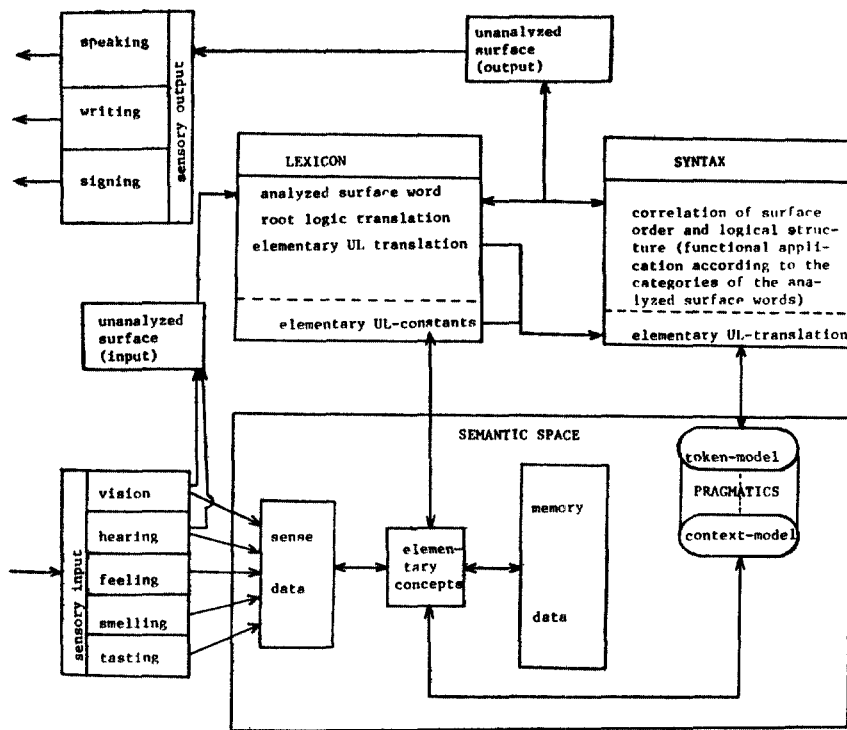 speaking
writing
signing
sensory output
unanalyzed
surface
(output)
LEXICON
analyzed surface word
root logic translation
elementary UL translation
elementary UL-constants
SYNTAX
correlation of surface
order and logical struc-
ture (functional appli-
cation according to the
categories of the ana-
lyzed surface words)
elementary UL-translation
unanalyzed
surface
(input)
sensory input
vision
hearing
feeling
smelling
tasting
SEMANTIC SPACE
sense
data
elemen-
tary
concepts
memory
data
token-model
PRAGMATICS
context-model